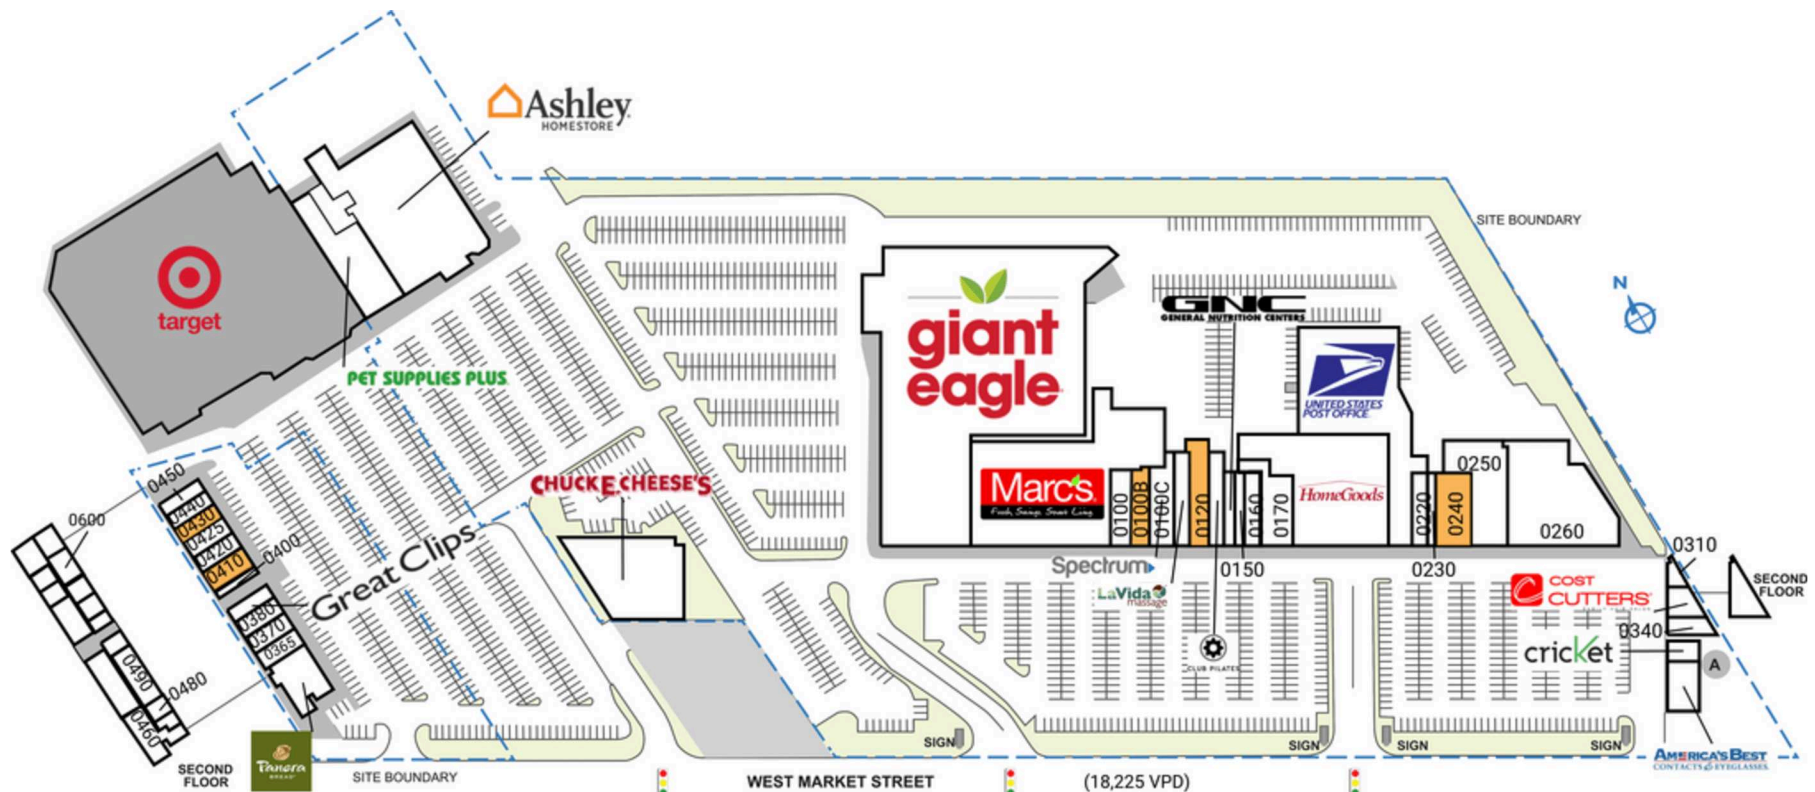 Ashley
HOMESTORE
SITE BOUNDARY
target
N
GNC
GENERAL NUTRITION CENTERS
giant
eagle
UNITED STATES
POST OFFICE
PET SUPPLIES PLUS
CHUCK E. CHEESE'S
Marc's
Food, Savings, Smart Living
HomeGoods
0100
0100B
0100C
0120
0160
0170
0220
0240
0250
0260
0450
0440
0430
0425
0420
0410
0400
0600
Great Clips
0380
0370
0365
0490
0480
0460
Spectrum
LaVida
massage
0150
0230
CLUB PILATES
0310
COST
CUTTERS
SECOND
FLOOR
0340
cricket
A
SIGN
SIGN
SIGN
SIGN
AMERICA'S BEST
CONTACTS & EYEGLASSES
SECOND
FLOOR
Panera
BREAD
SITE BOUNDARY
WEST MARKET STREET
(18,225 VPD)